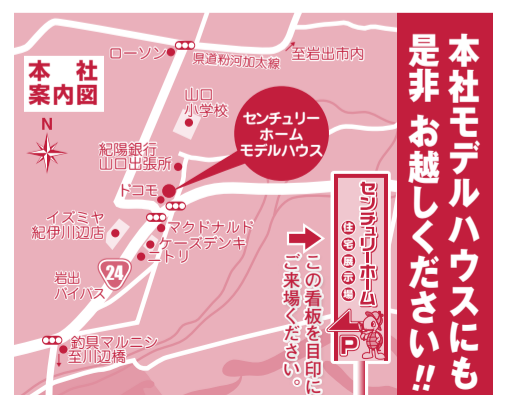 本社モデルハウスにも
是非 お越しください!!
本社
案内図
N
ローソン
県道粉河加太線
至岩出市内
山口
小学校
センチュリー
ホーム
モデルハウス
紀陽銀行
山口出張所
ドコモ
イズミヤ
紀伊川辺店
マクドナルド
ケーズデンキ
ニトリ
24
岩出
バイパス
釣具マルニシ
至川辺橋
センチュリーホーム
住宅展示場
P
この看板を目印に
ご来場ください。